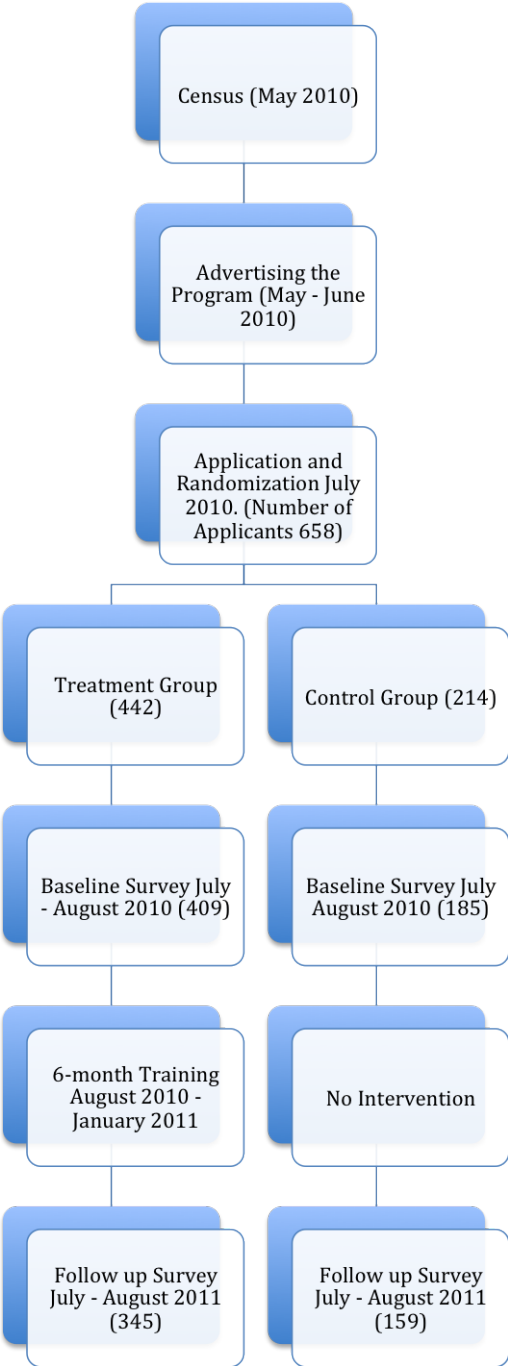 Census (May 2010)
Advertising the
Program (May - June
2010)
Application and
Randomization July
2010. (Number of
Applicants 658)
Treatment Group
(442)
Control Group (214)
Baseline Survey July
- August 2010 (409)
Baseline Survey July
August 2010 (185)
6-month Training
August 2010 -
January 2011
No Intervention
Follow up Survey
July - August 2011
(345)
Follow up Survey
July - August 2011
(159)